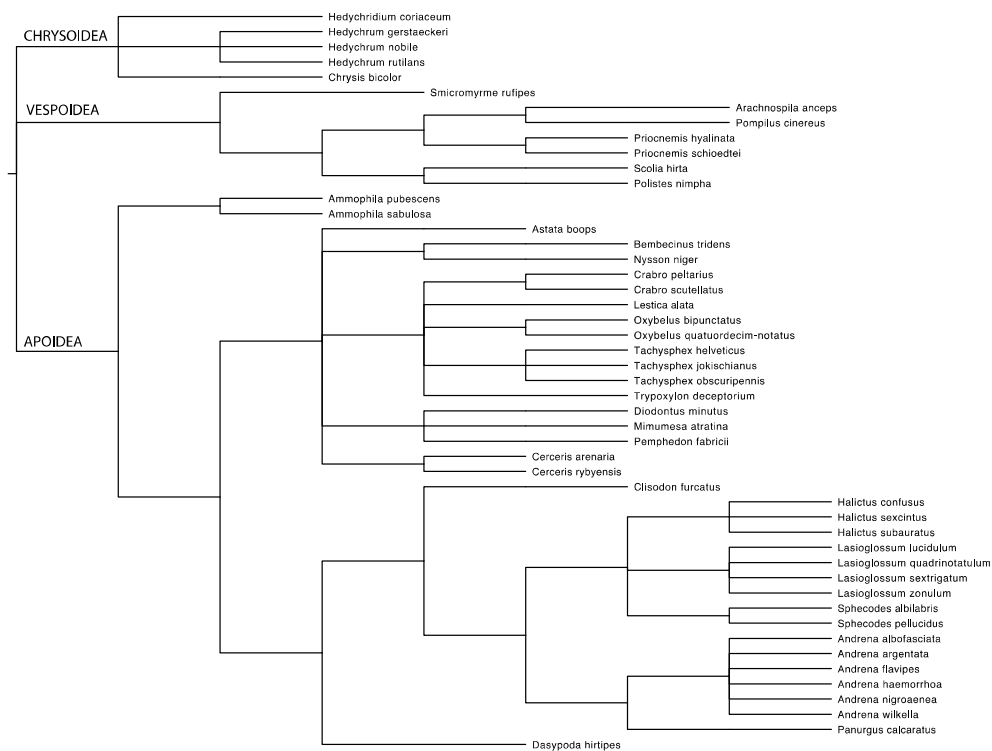 Hedychridium coriaceum
CHRYSOIDEA
Hedychrum gerstaeckeri
Hedychrum nobile
Hedychrum rutilans
Chrysis bicolor
Smicromyrme rufipes
VESPOIDEA
Arachnospila anceps
Pompilus cinereus
Priocnemis hyalinata
Priocnemis schioedtei
Scolia hirta
Polistes nimpha
Ammophila pubescens
Ammophila sabulosa
Astata boops
Bembecinus tridens
Nysson niger
Crabro peltarius
Crabro scutellatus
Lestica alata
Oxybelus bipunctatus
Oxybelus quatuordecim-notatus
APOIDEA
Tachysphex helveticus
Tachysphex jokischianus
Tachysphex obscuripennis
Trypoxylon deceptorium
Diodontus minutus
Mimumesa atratina
Pemphedon fabricii
Cerceris arenaria
Cerceris rybyensis
Clisodon furcatus
Halictus confusus
Halictus sexcintus
Halictus subauratus
Lasioglossum lucidulum
Lasioglossum quadrinotatulum
Lasioglossum sextrigatum
Lasioglossum zonulum
Sphecodes albilabris
Sphecodes pellucidus
Andrena albofasciata
Andrena argentata
Andrena flavipes
Andrena haemorrhoa
Andrena nigroaenea
Andrena wilkella
Panurgus calcaratus
Dasypoda hirtipes